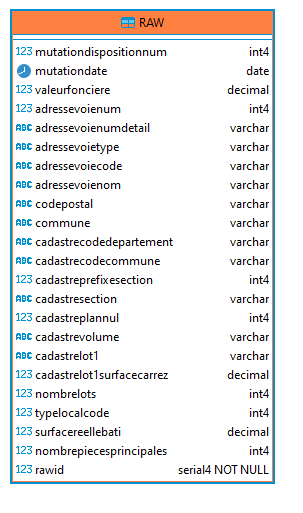 RAW
123 mutationdispositionnum int4
mutationdate date
123 valeurfonciere decimal
123 adressevoienum int4
ABC adressevoienumdetail varchar
ABC adressevoietype varchar
ABC adressevoiecode varchar
ABC adressevoienom varchar
ABC codepostal varchar
ABC commune varchar
ABC cadastrecodedepartement varchar
ABC cadastrecodecommune varchar
123 cadastreprefixesection int4
ABC cadastresection varchar
123 cadastreplannul int4
ABC cadastrevolume varchar
ABC cadastrelot1 varchar
123 cadastrelot1surfacecarrez decimal
123 nombrelots int4
123 typelocalcode int4
123 surfacereellebati decimal
123 nombrepiecesprincipales int4
123 rawid serial4 NOT NULL